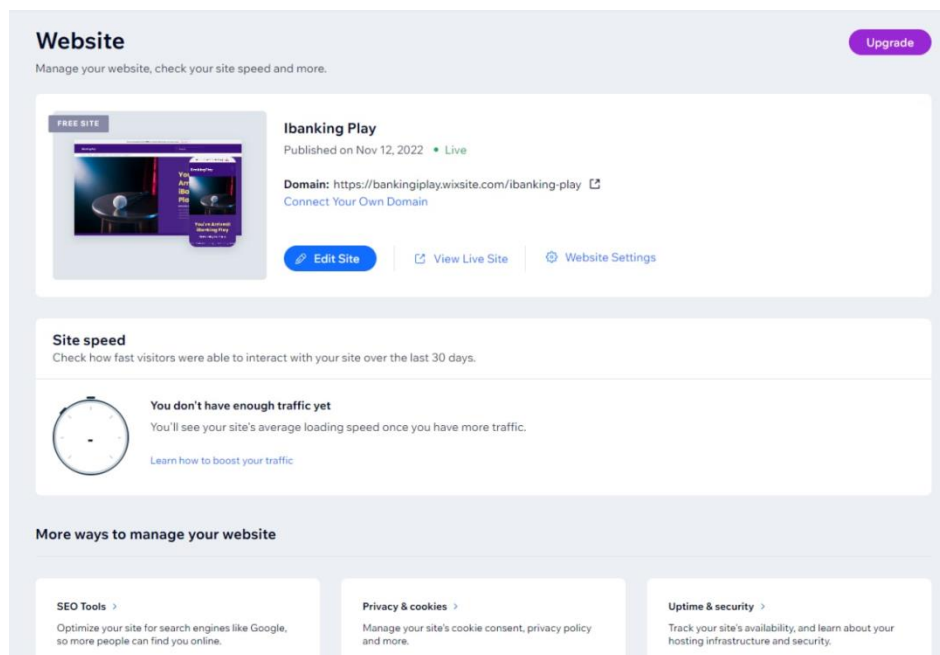 Website
Upgrade
Manage your website, check your site speed and more.
FREE SITE
Ibanking Play
Published on Nov 12, 2022 • Live
Domain: https://bankingiplay.wixsite.com/ibanking-play
Connect Your Own Domain
Edit Site
View Live Site
Website Settings
Site speed
Check how fast visitors were able to interact with your site over the last 30 days.
You don't have enough traffic yet
-
You'll see your site's average loading speed once you have more traffic.
Learn how to boost your traffic
More ways to manage your website
SEO Tools >
Optimize your site for search engines like Google,
so more people can find you online.
Privacy & cookies >
Manage your site's cookie consent, privacy policy
and more.
Uptime & security >
Track your site's availability, and learn about your
hosting infrastructure and security.